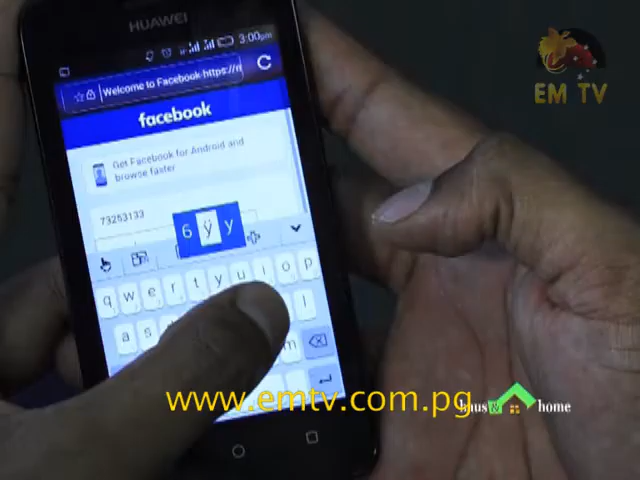 HUAWEI
3:00pm
EM TV
Welcome to Facebook-https://m
facebook
Get Facebook for Android and
browse faster
73253133
6 ÿ y
q w e r t y u i o p
a s l
m
www.emtv.com.pg
haus & home